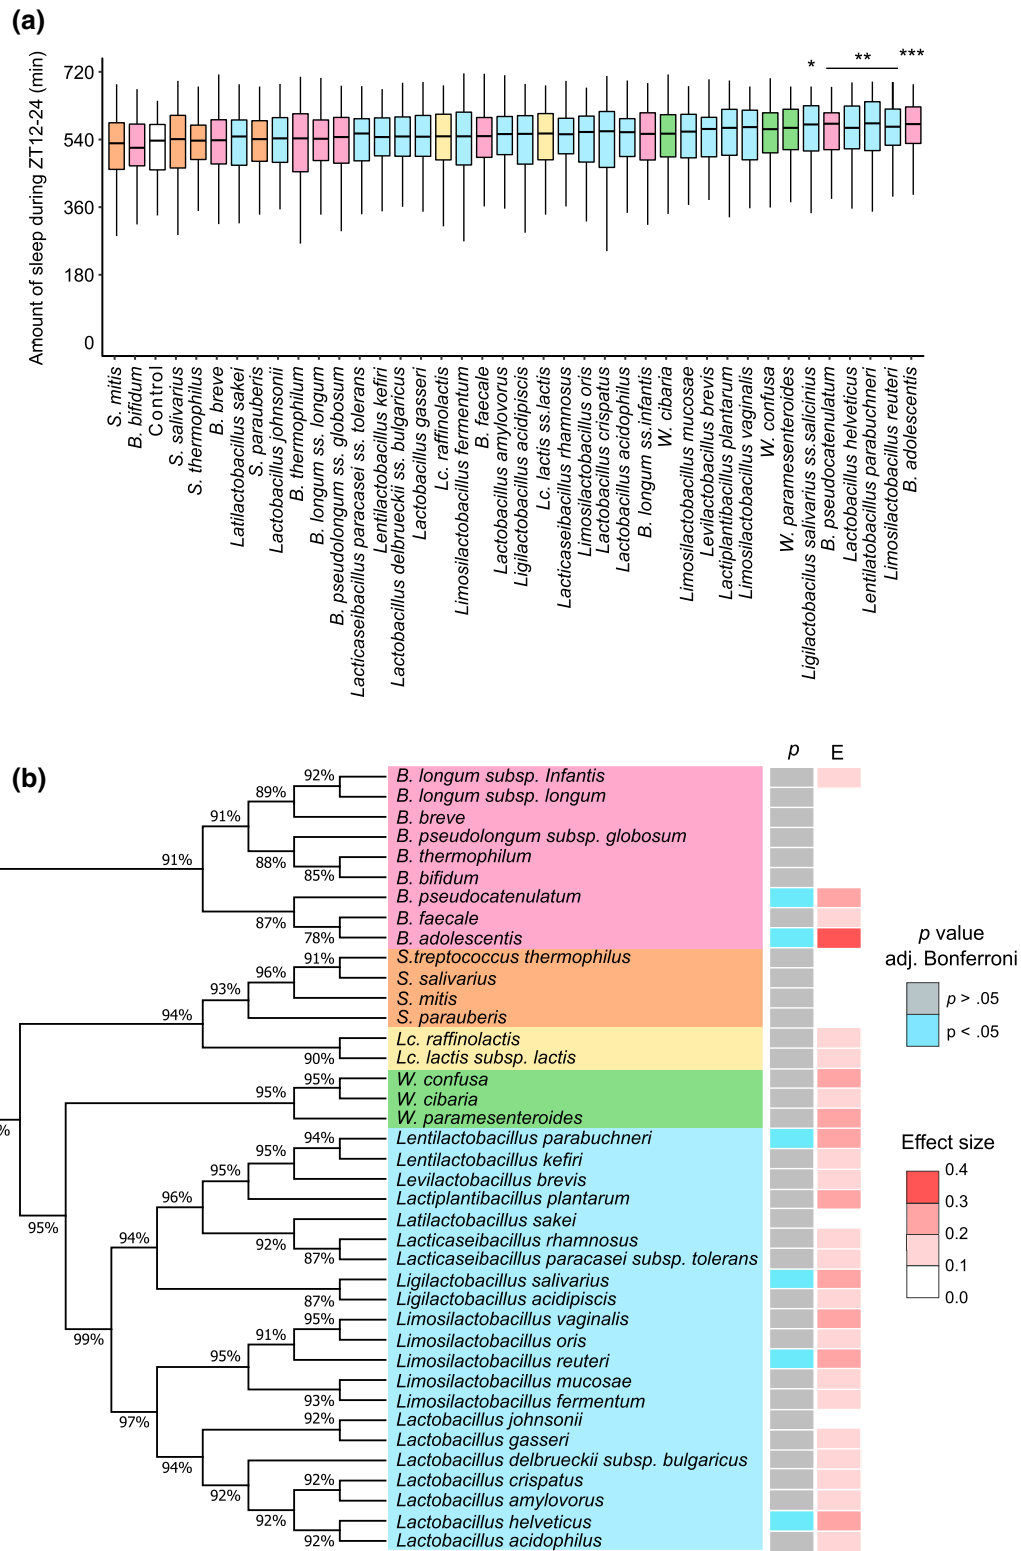 (a)
Amount of sleep during ZT12-24 (min)
720
540
360
180
0
*
**
***
S. mitis
B. bifidum
Control
S. salivarius
S. thermophilus
B. breve
Latilactobacillus sakei
S. parauberis
Lactobacillus johnsonii
B. thermophilum
B. longum ss. longum
B. pseudolongum ss. globosum
Lacticaseibacillus paracasei ss. tolerans
Lentilactobacillus kefiri
Lactobacillus delbrueckii ss. bulgaricus
Lactobacillus gasseri
Lc. raffinolactis
Limosilactobacillus fermentum
B. faecale
Lactobacillus amylovorus
Ligilactobacillus acidipiscis
Lc. lactis ss.lactis
Lacticaseibacillus rhamnosus
Limosilactobacillus oris
Lactobacillus crispatus
Lactobacillus acidophilus
B. longum ss.infantis
W. cibaria
Limosilactobacillus mucosae
Levilactobacillus brevis
Lactiplantibacillus plantarum
Limosilactobacillus vaginalis
W. confusa
W. paramesenteroides
Ligilactobacillus salivarius ss.salicinius
B. pseudocatenulatum
Lactobacillus helveticus
Lentilatobacillus parabuchneri
Limosilactobacillus reuteri
B. adolescentis
(b)
p
E
92%
B. longum subsp. Infantis
89%
B. longum subsp. longum
91%
B. breve
B. pseudolongum subsp. globosum
91%
88%
B. thermophilum
85%
B. bifidum
B. pseudocatenulatum
87%
B. faecale
78%
B. adolescentis
91%
S.treptococcus thermophilus
96%
S. salivarius
93%
S. mitis
94%
S. parauberis
Lc. raffinolactis
90%
Lc. lactis subsp. lactis
95%
W. confusa
95%
W. cibaria
W. paramesenteroides
%
94%
Lentilactobacillus parabuchneri
95%
Lentilactobacillus kefiri
95%
Levilactobacillus brevis
96%
Lactiplantibacillus plantarum
95%
Latilactobacillus sakei
94%
92%
Lacticaseibacillus rhamnosus
87%
Lacticaseibacillus paracasei subsp. tolerans
Ligilactobacillus salivarius
87%
Ligilactobacillus acidipiscis
99%
95%
Limosilactobacillus vaginalis
91%
Limosilactobacillus oris
95%
Limosilactobacillus reuteri
Limosilactobacillus mucosae
93%
Limosilactobacillus fermentum
97%
92%
Lactobacillus johnsonii
Lactobacillus gasseri
94%
Lactobacillus delbrueckii subsp. bulgaricus
92%
92%
Lactobacillus crispatus
Lactobacillus amylovorus
92%
Lactobacillus helveticus
92%
Lactobacillus acidophilus
p value
adj. Bonferroni
p > .05
p < .05
Effect size
0.4
0.3
0.2
0.1
0.0